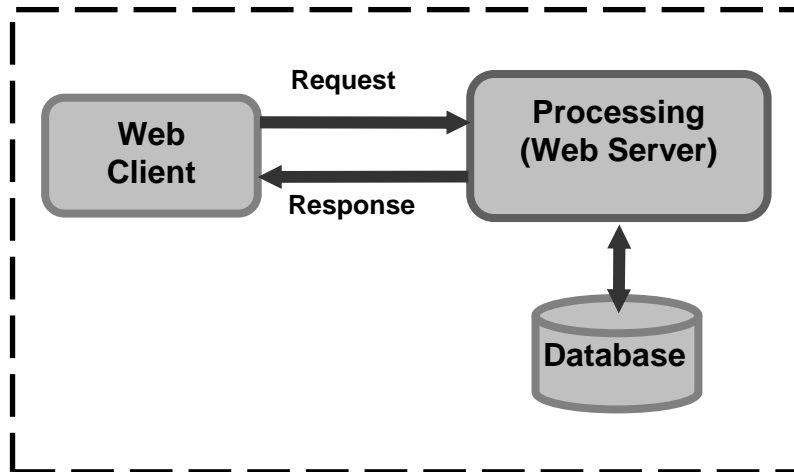 Request
Web
Client
Processing
(Web Server)
Response
Database